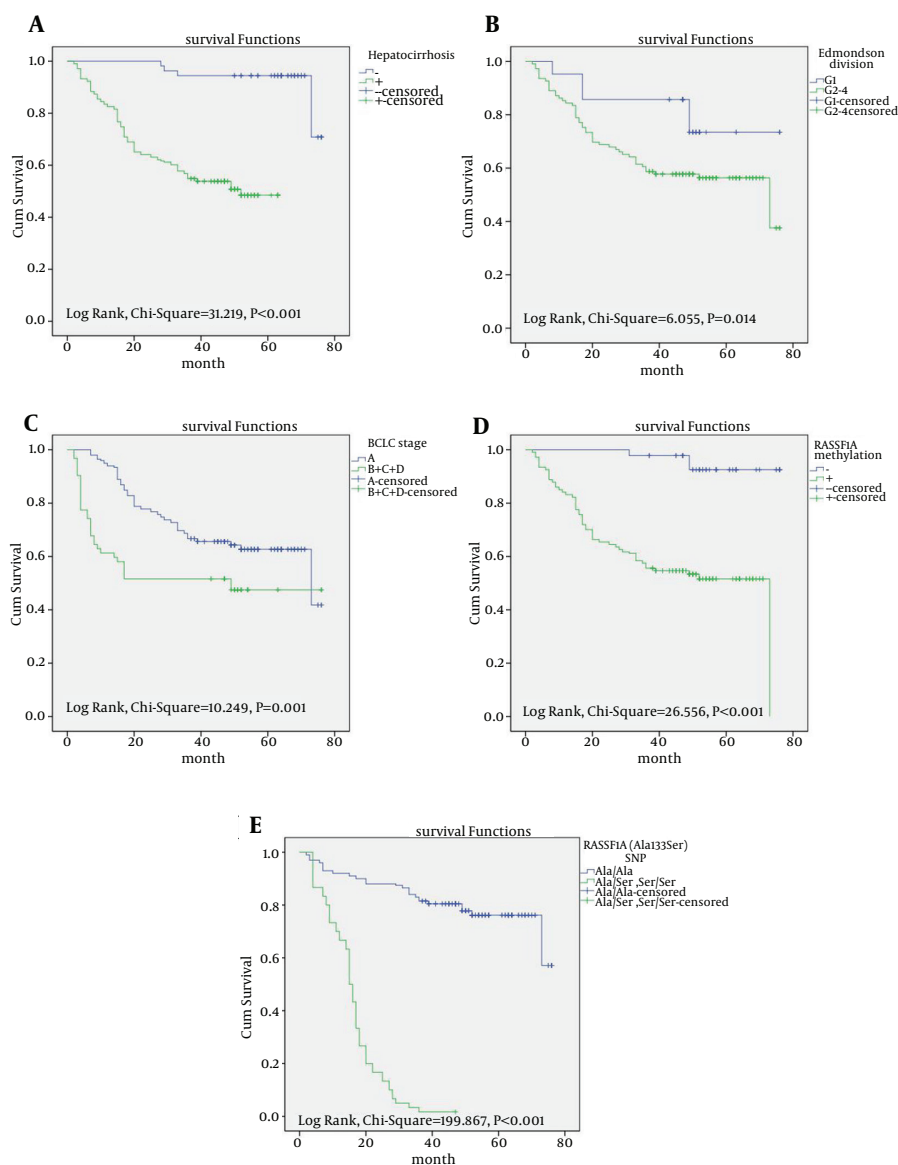 A
survival Functions
Hepatocirrhosis
-
+
--censored
+-censored
Cum Survival
1.0
0.8
0.6
0.4
0.2
0.0
Log Rank, Chi-Square=31.219, P<0.001
0 20 40 60 80
month
B
survival Functions
Edmondson
division
G1
G2-4
G1-censored
G2-4censored
Cum Survival
1.0
0.8
0.6
0.4
0.2
0.0
Log Rank, Chi-Square=6.055, P=0.014
0 20 40 60 80
month
C
survival Functions
BCLC stage
A
B+C+D
A-censored
B+C+D-censored
Cum Survival
1.0
0.8
0.6
0.4
0.2
0.0
Log Rank, Chi-Square=10.249, P=0.001
0 20 40 60 80
month
D
survival Functions
RASSF1A
methylation
-
+
--censored
+-censored
Cum Survival
1.0
0.8
0.6
0.4
0.2
0.0
Log Rank, Chi-Square=26.556, P<0.001
0 20 40 60 80
month
E
survival Functions
RASSF1A (Ala133Ser)
SNP
Ala/Ala
Ala/Ser ,Ser/Ser
Ala/Ala-censored
Ala/Ser ,Ser/Ser-censored
Cum Survival
1.0
0.8
0.6
0.4
0.2
0.0
Log Rank, Chi-Square=199.867, P<0.001
0 20 40 60 80
month